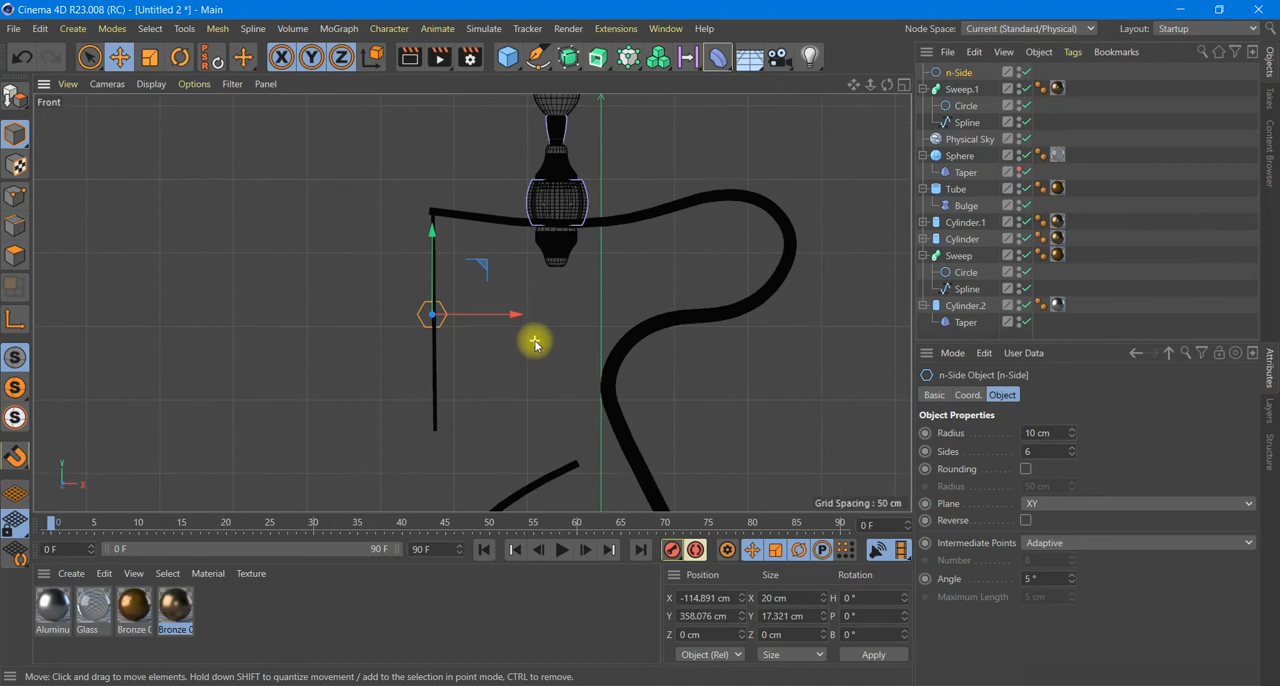 Cinema 4D R23.008 (RC) - [Untitled 2 *] - Main
File Edit Create Modes Select Tools Mesh Spline Volume MoGraph Character Animate Simulate Tracker Render Extensions Window Help Node Space: Current (Standard/Physical) Layout: Startup
PSR X Y Z File Edit View Object Tags Bookmarks
View Cameras Display Options Filter Panel
Front
n-Side
Sweep.1
Circle
Spline
Physical Sky
Sphere
Taper
Tube
Bulge
Cylinder.1
Cylinder
Sweep
Circle
Spline
Cylinder.2
Taper
Objects
Takes
Content Browser
Mode Edit User Data
n-Side Object [n-Side]
Basic Coord. Object
Object Properties
Radius 10 cm
Sides 6
Rounding
Radius 50 cm
Plane XY
Reverse
Intermediate Points Adaptive
Number 8
Angle 5 °
Maximum Length 5 cm
Attributes
Layers
Structure
S
S
S
Y
Z X
Grid Spacing : 50 cm
0 5 10 15 20 25 30 35 40 45 50 55 60 65 70 75 80 85 90 0 F
0 F 0 F 90 F 90 F P
Create Edit View Select Material Texture
Aluminu Glass Bronze C Bronze C
Position Size Rotation
X -114.891 cm X 20 cm H 0 °
Y 358.076 cm Y 17.321 cm P 0 °
Z 0 cm Z 0 cm B 0 °
Object (Rel) Size Apply
Move: Click and drag to move elements. Hold down SHIFT to quantize movement / add to the selection in point mode, CTRL to remove.